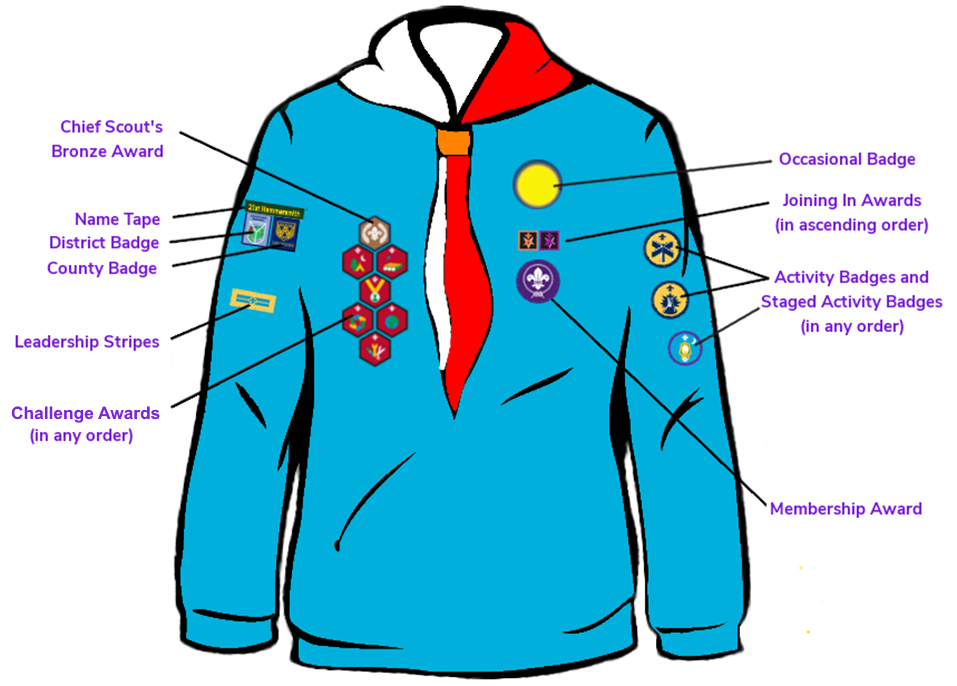 Chief Scout's
Bronze Award
Name Tape
District Badge
County Badge
Leadership Stripes
Challenge Awards
(in any order)
21st Hammersmith
Occasional Badge
Joining In Awards
(in ascending order)
Activity Badges and
Staged Activity Badges
(in any order)
Membership Award